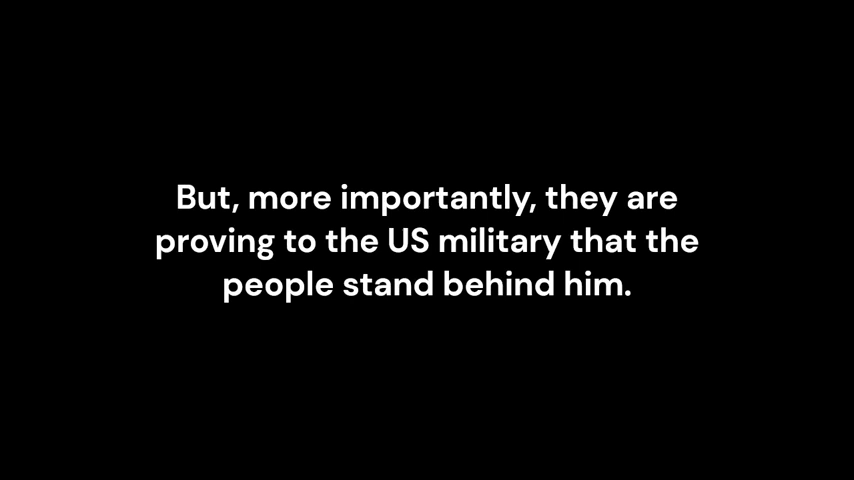 But, more importantly, they are
proving to the US military that the
people stand behind him.